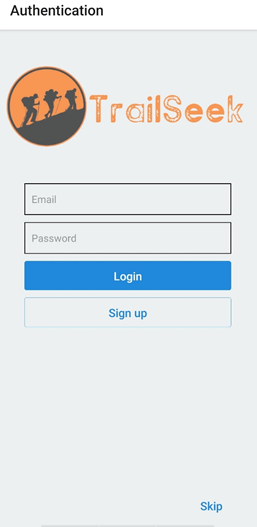 Authentication
TrailSeek
Email
Password
Login
Sign up
Skip